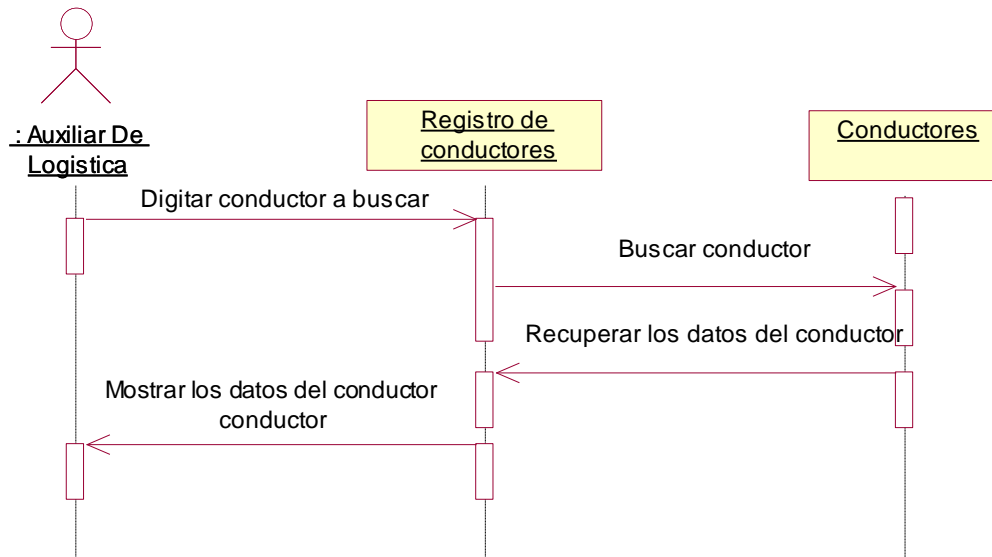 : Auxiliar De
Logistica
Registro de
conductores
Conductores
Digitar conductor a buscar
Buscar conductor
Recuperar los datos del conductor
Mostrar los datos del conductor
conductor